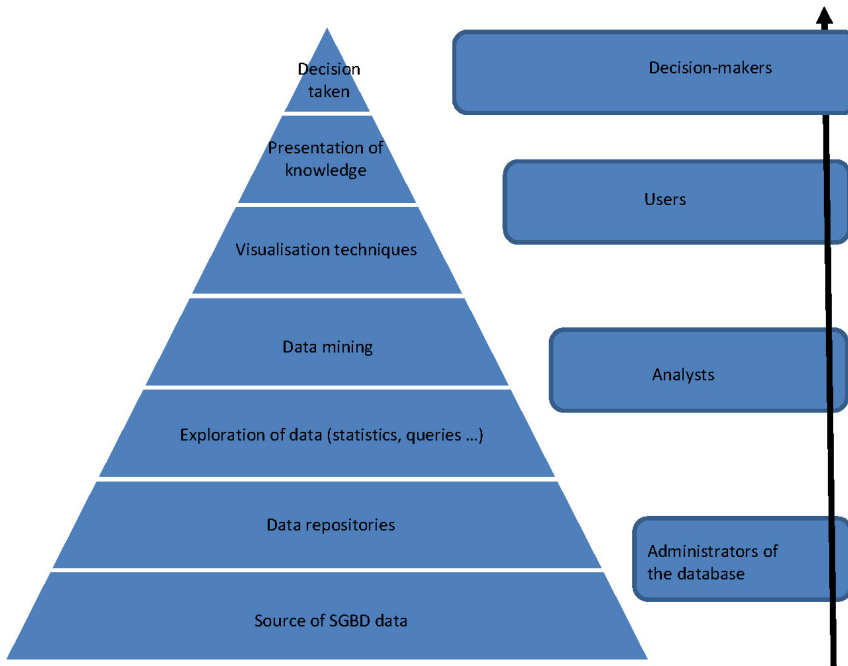 Decision
taken
Presentation of
knowledge
Visualisation techniques
Data mining
Exploration of data (statistics, queries ...)
Data repositories
Source of SGBD data
Decision-makers
Users
Analysts
Administrators of
the database